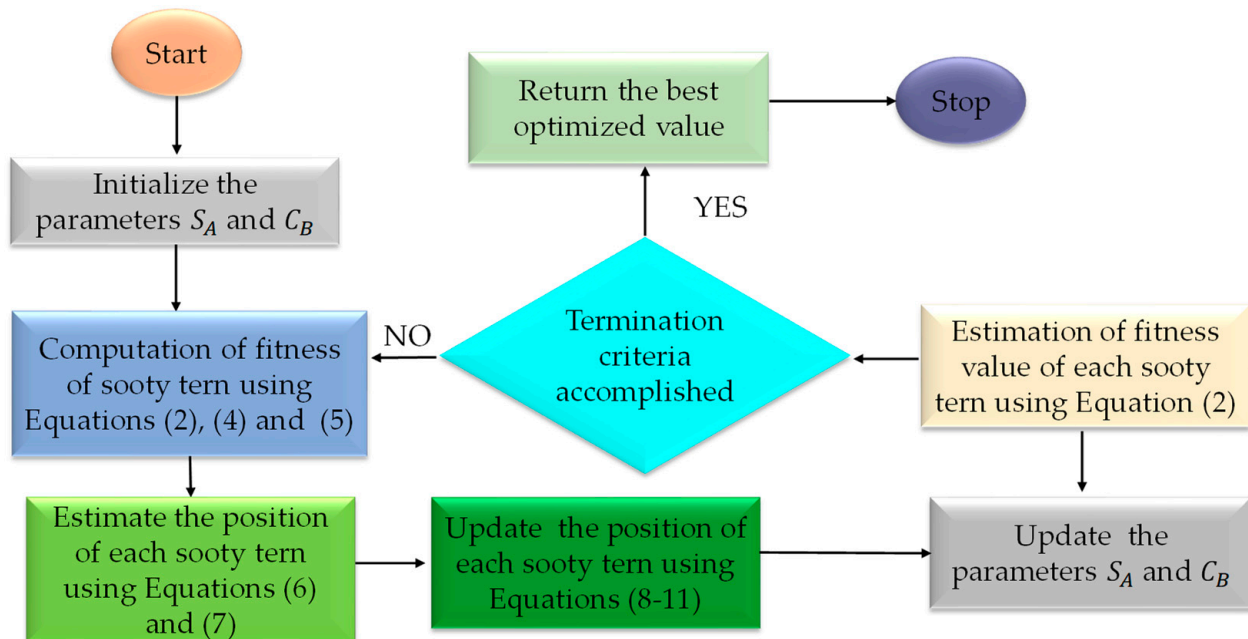 Start
Initialize the
parameters S_A and C_B
Computation of fitness
of sooty tern using
Equations (2), (4) and (5)
Estimate the position
of each sooty tern
using Equations (6)
and (7)
Update the position of
each sooty tern using
Equations (8-11)
Update the
parameters S_A and C_B
Estimation of fitness
value of each sooty
tern using Equation (2)
Termination
criteria
accomplished
NO
YES
Return the best
optimized value
Stop